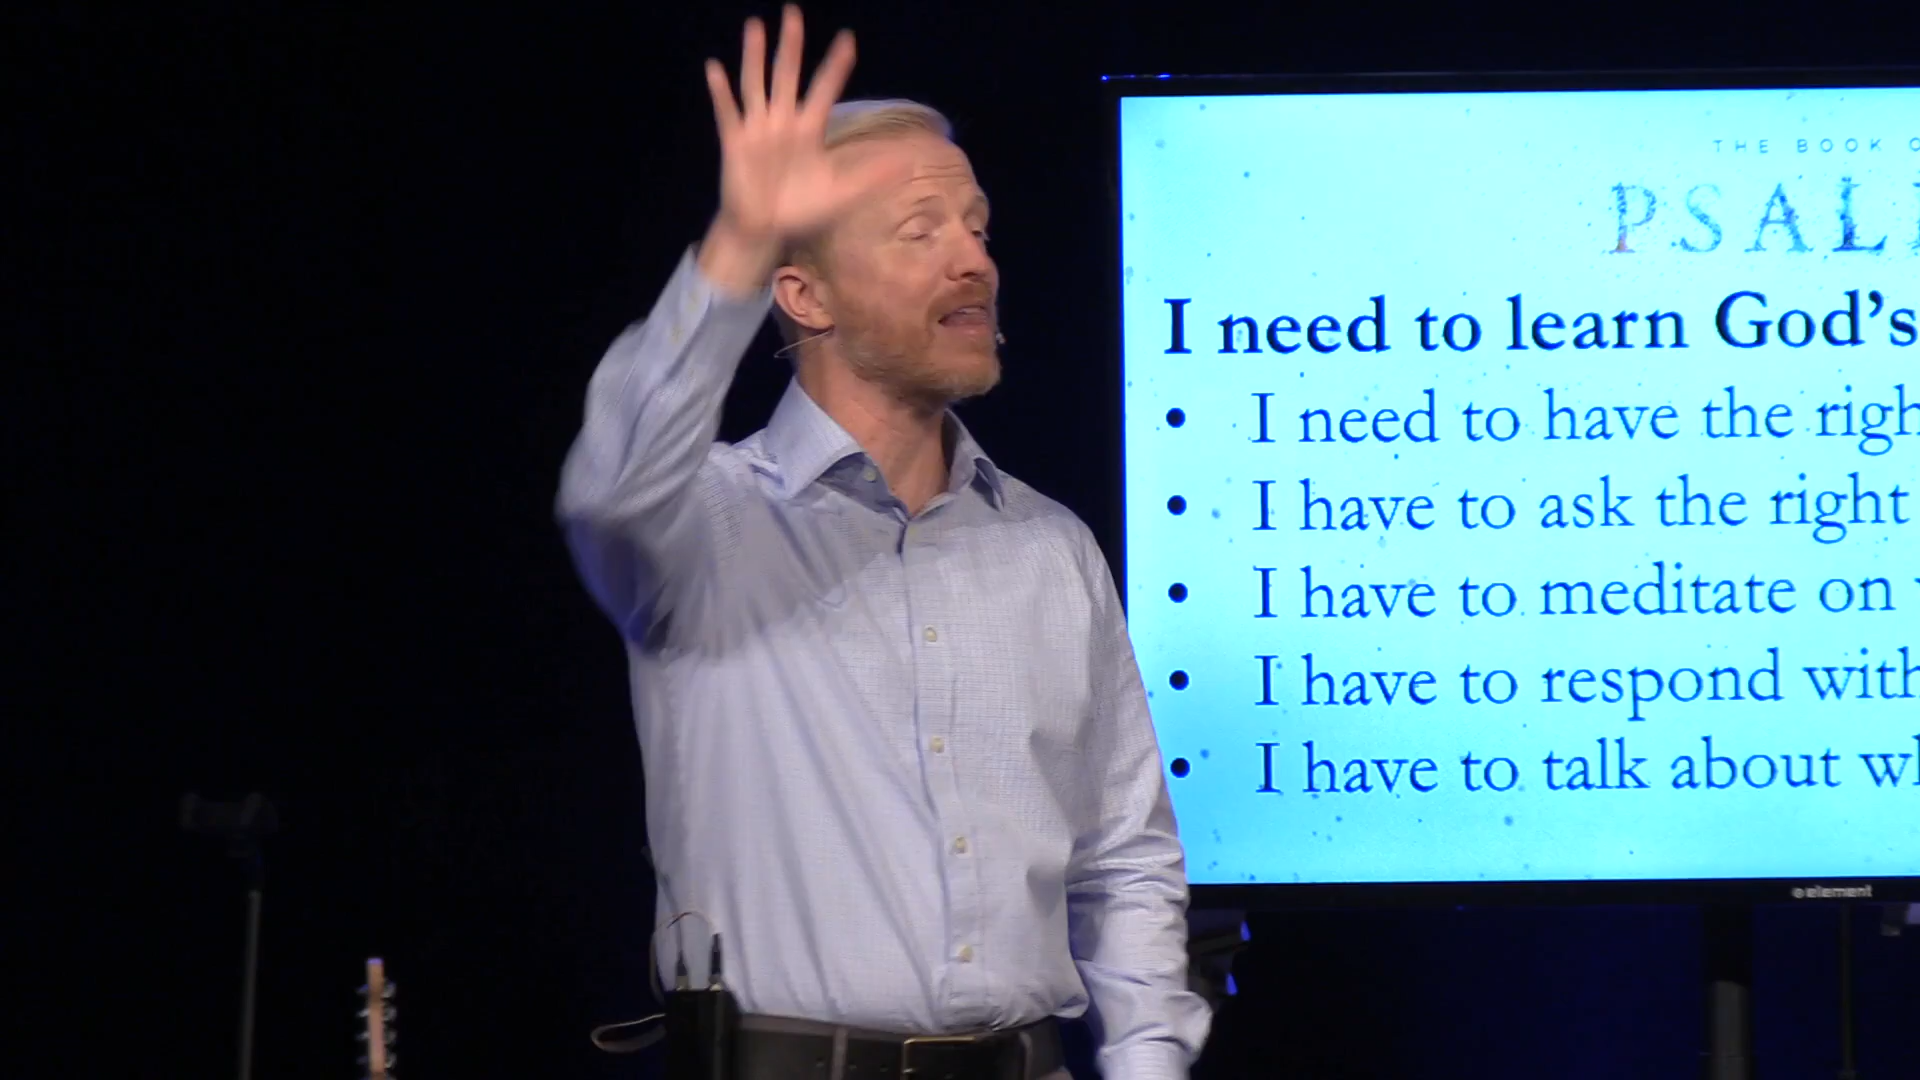 THE BOOK
PSAL
I need to learn God's
• I need to have the righ
• I have to ask the right
• I have to meditate on
• I have to respond with
• I have to talk about wh
element